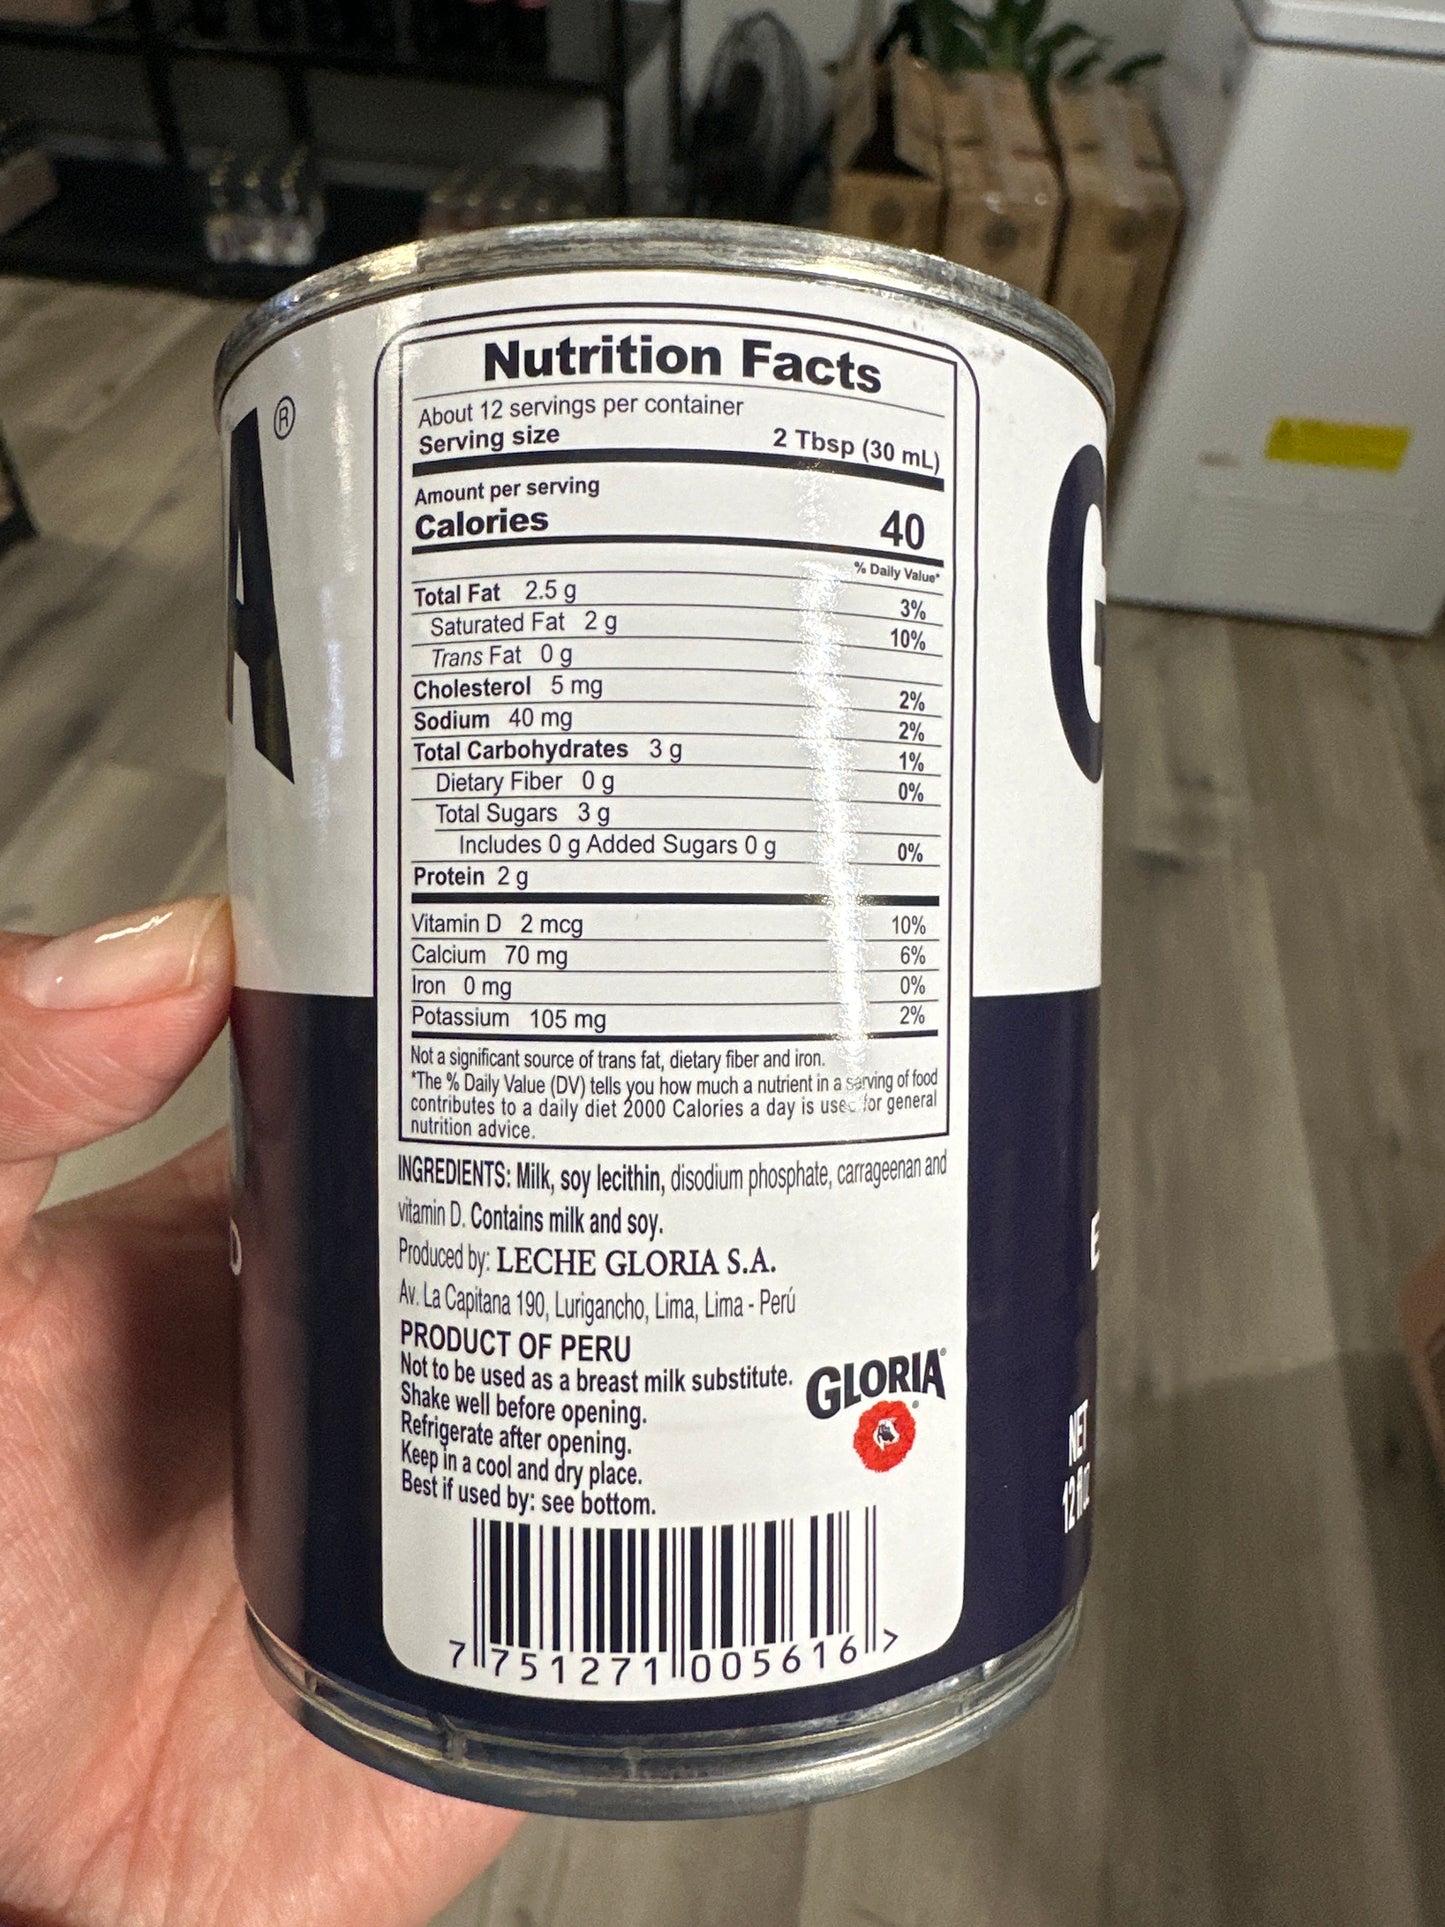 A®
Nutrition Facts
About 12 servings per container
Serving size 2 Tbsp (30 mL)
Amount per serving
Calories 40
% Daily Value*
Total Fat 2.5 g 3%
Saturated Fat 2 g 10%
Trans Fat 0 g
Cholesterol 5 mg 2%
Sodium 40 mg 2%
Total Carbohydrates 3 g 1%
Dietary Fiber 0 g 0%
Total Sugars 3 g
Includes 0 g Added Sugars 0 g 0%
Protein 2 g
Vitamin D 2 mcg 10%
Calcium 70 mg 6%
Iron 0 mg 0%
Potassium 105 mg 2%
Not a significant source of trans fat, dietary fiber and iron.
*The % Daily Value (DV) tells you how much a nutrient in a serving of food
contributes to a daily diet 2000 Calories a day is used for general
nutrition advice.
INGREDIENTS: Milk, soy lecithin, disodium phosphate, carrageenan and
vitamin D. Contains milk and soy.
Produced by: LECHE GLORIA S.A.
Av. La Capitana 190, Lurigancho, Lima, Lima - Perú
PRODUCT OF PERU
Not to be used as a breast milk substitute.
Shake well before opening.
Refrigerate after opening.
Keep in a cool and dry place.
Best if used by: see bottom.
GLORIA®
7 751271 005616 >
G
D
E
NET